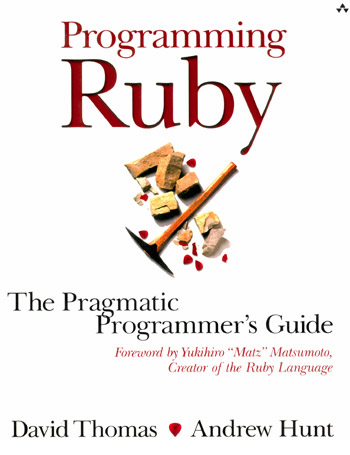 Programming
Ruby
The Pragmatic
Programmer's Guide
Foreword by Yukihiro "Matz" Matsumoto,
Creator of the Ruby Language
David Thomas Andrew Hunt